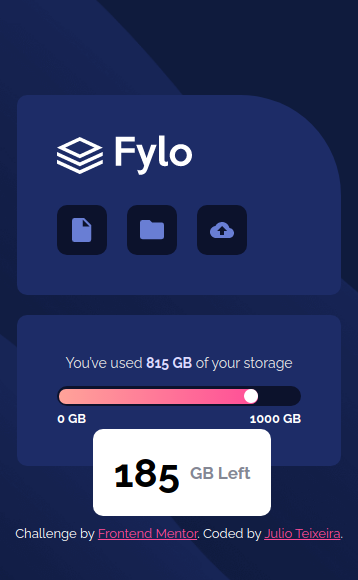 Fylo
You've used 815 GB of your storage
0 GB 1000 GB
185 GB Left
Challenge by Frontend Mentor. Coded by Julio Teixeira.